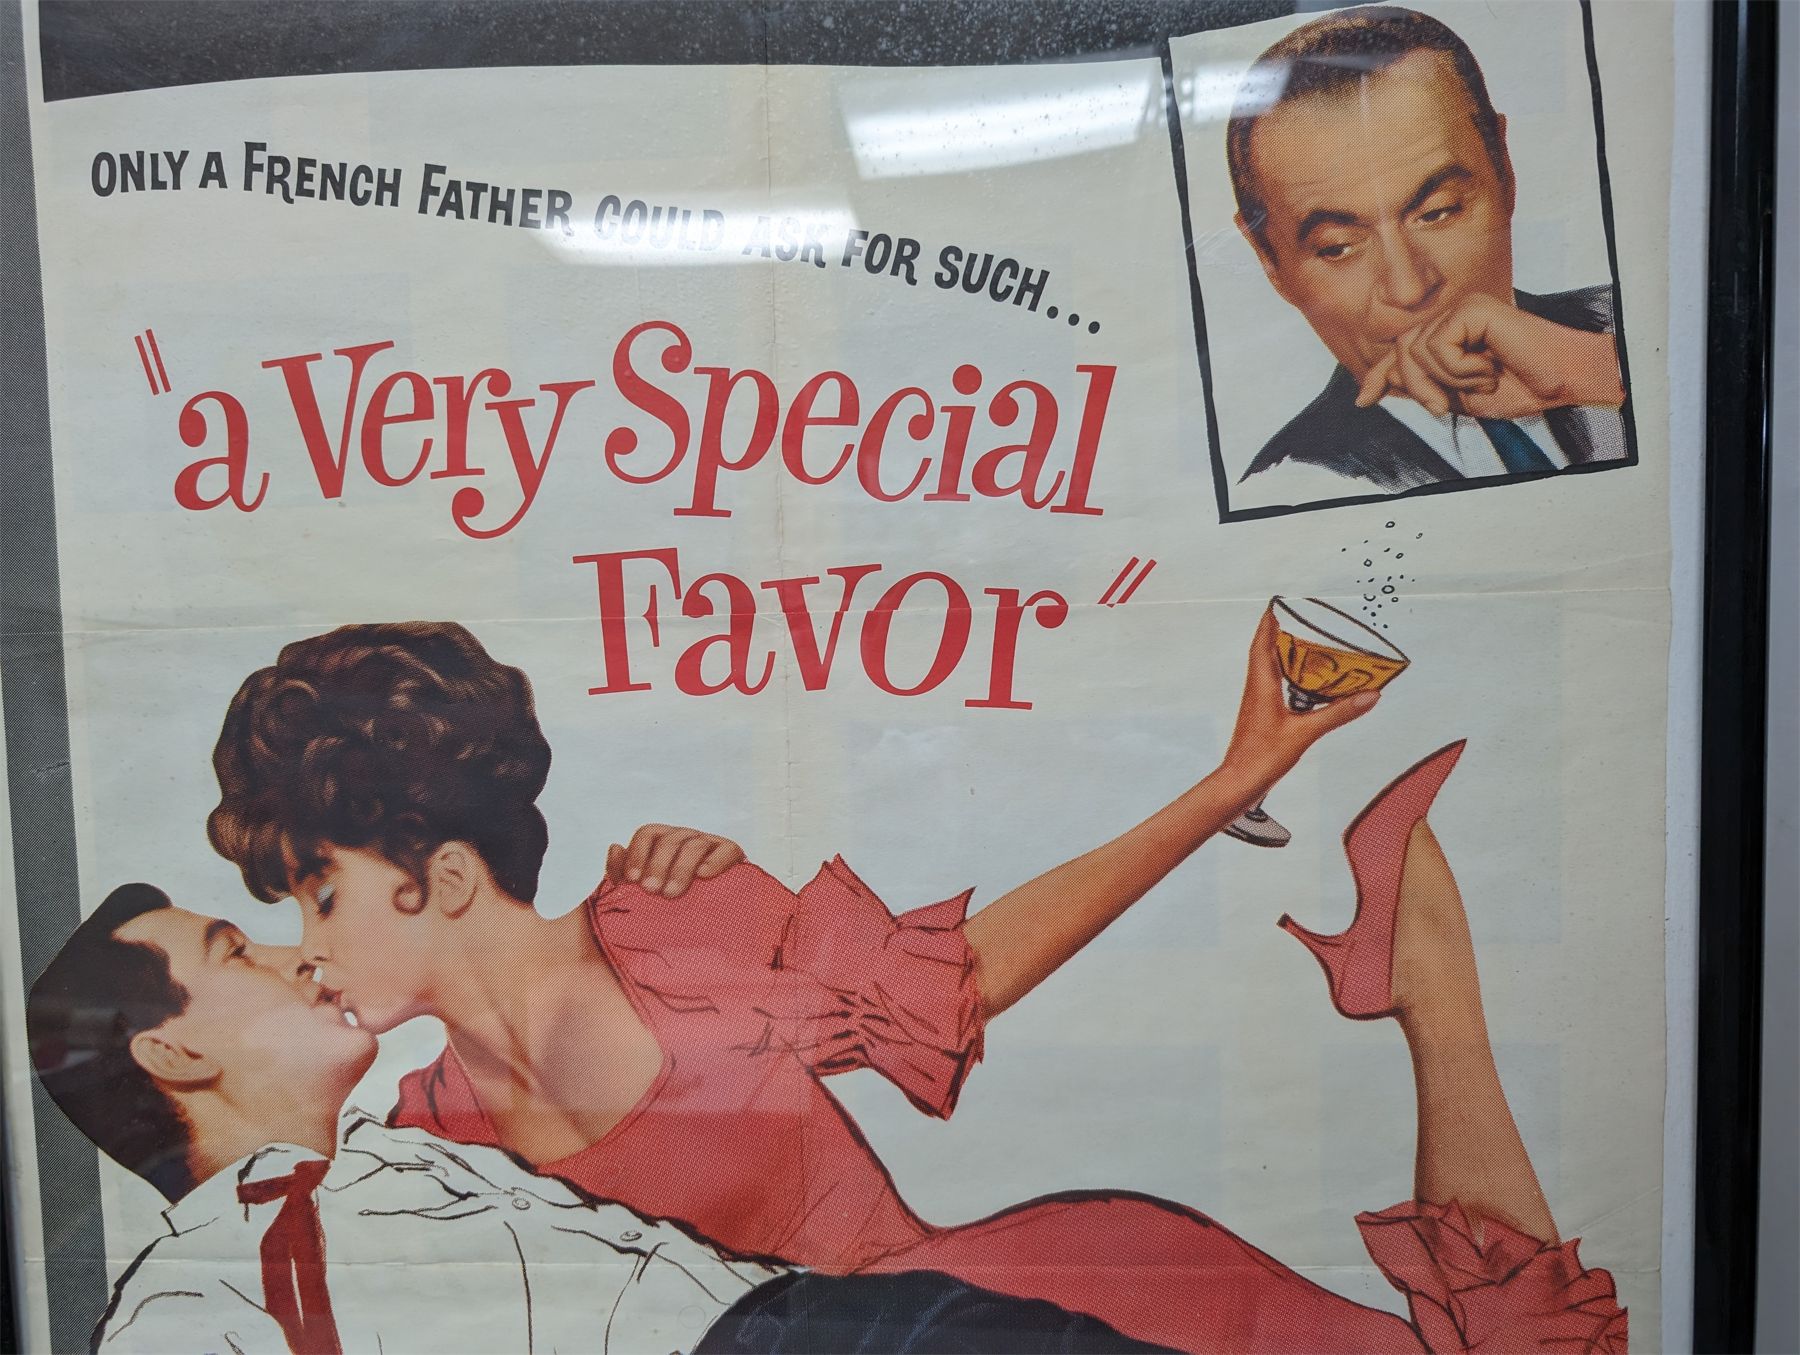 ONLY A FRENCH FATHER COULD ASK FOR SUCH...
"a Very Special
Favor"